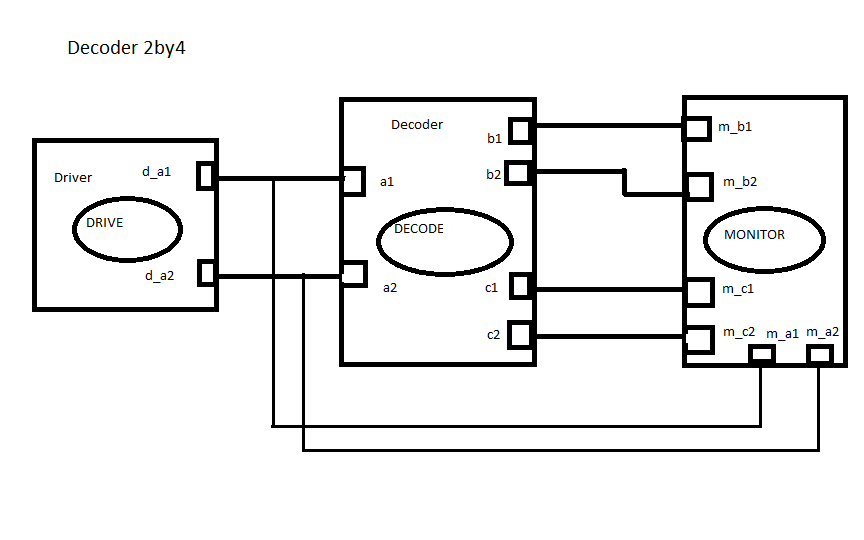 Decoder 2by4
Driver
d_a1
DRIVE
d_a2
Decoder
b1
b2
a1
DECODE
a2
c1
c2
m_b1
m_b2
MONITOR
m_c1
m_c2
m_a1
m_a2